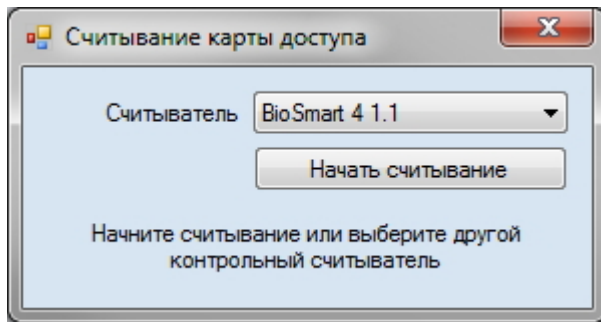 Считывание карты доступа
Считыватель BioSmart 4 1.1
Начать считывание
Начните считывание или выберите другой
контрольный считыватель